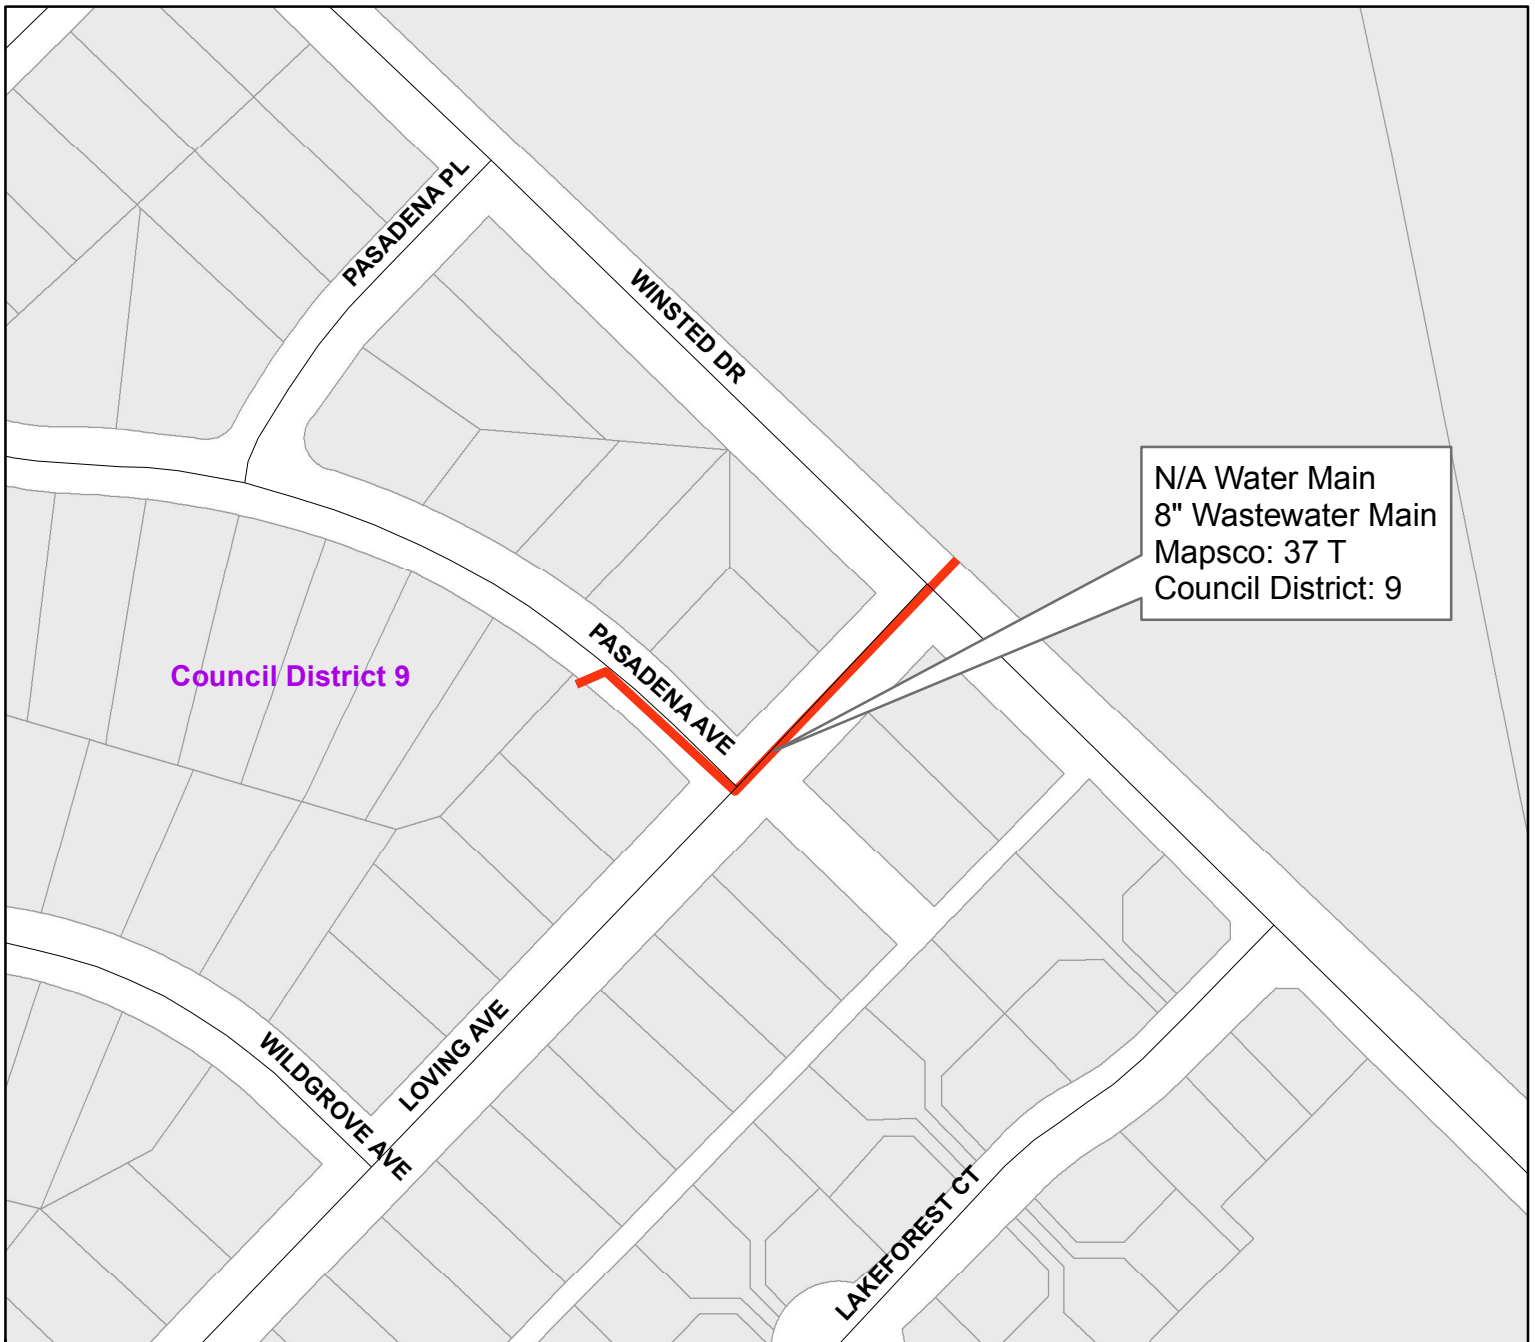 PASADENA PL
WINSTED DR
N/A Water Main
8" Wastewater Main
Mapsco: 37 T
Council District: 9
PASADENA AVE
Council District 9
LOVING AVE
WILDGROVE AVE
LAKEFOREST CT